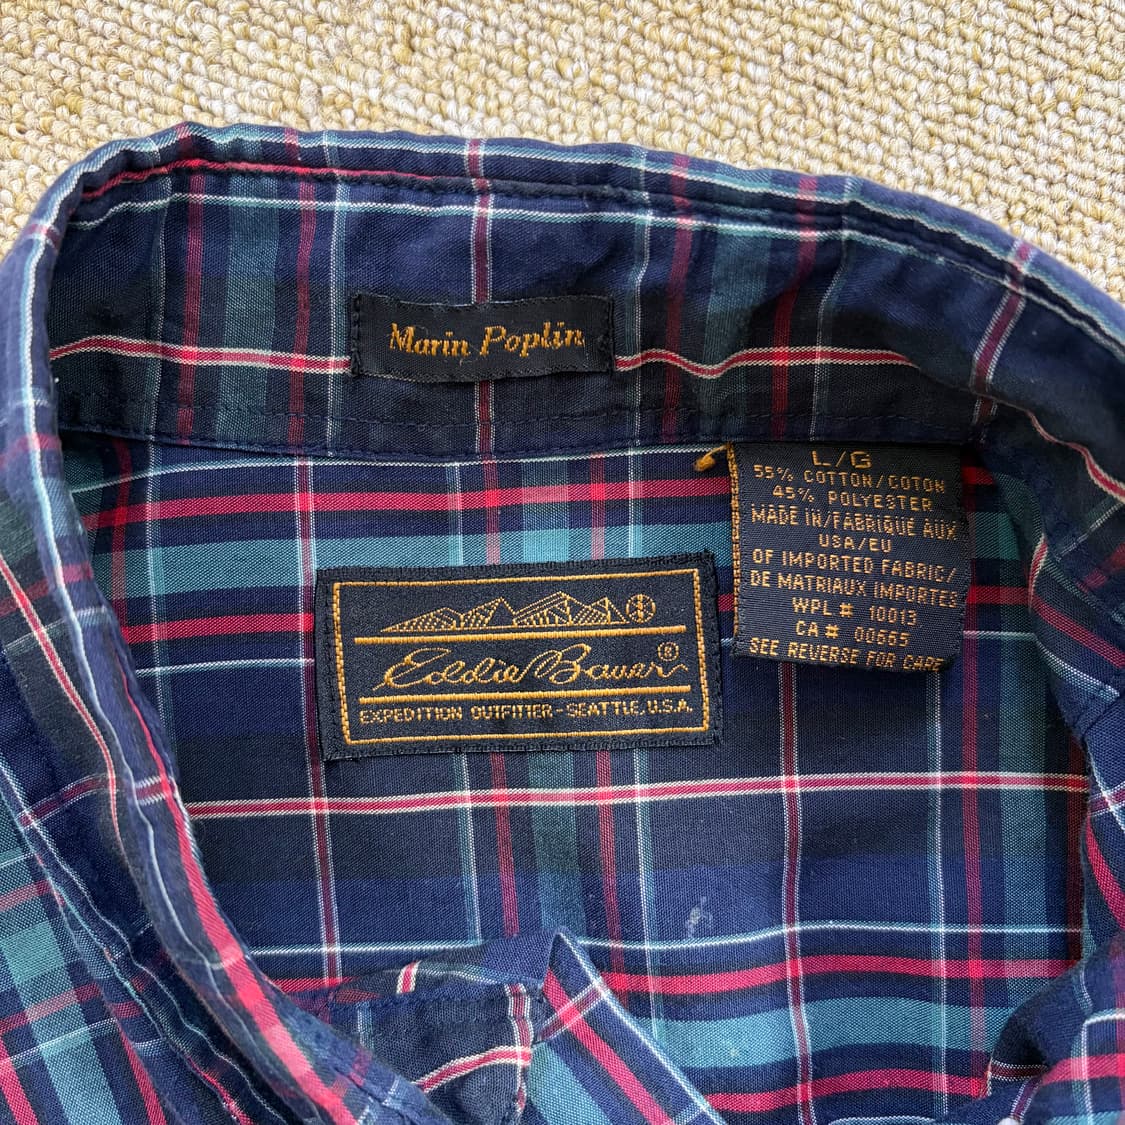 Marin Poplin
L/G
55% COTTON/COTON
45% POLYESTER
MADE IN/FABRIQUE AUX
USA/EU
OF IMPORTED FABRIC/
DE MATRIAUX IMPORTES
WPL # 10013
CA # 00665
SEE REVERSE FOR CARE
Eddie Bauer®
EXPEDITION OUTFITTER-SEATTLE, U.S.A.